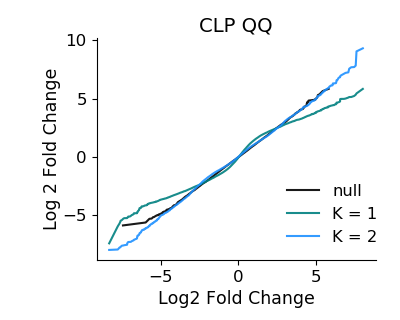 CLP QQ
10
5
0
−5
Log 2 Fold Change
null
K = 1
K = 2
−5
0
5
Log2 Fold Change